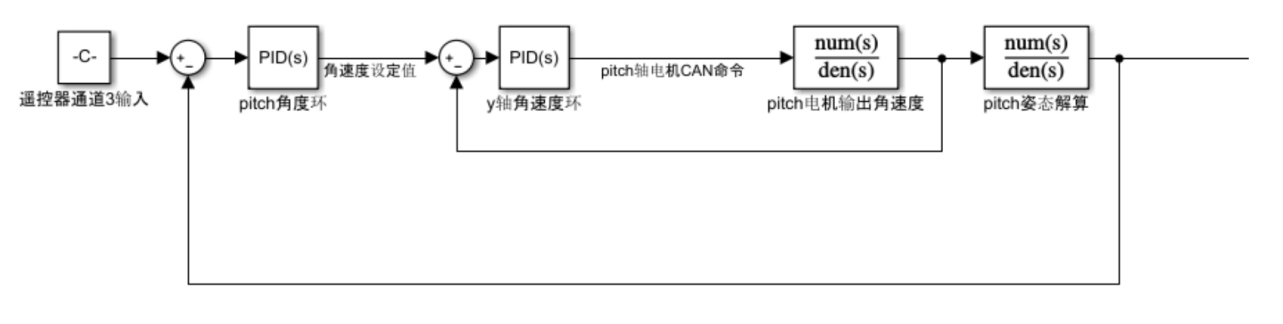 -C-
遥控器通道3输入
+
_
PID(s)
pitch角度环
角速度设定值
+
_
PID(s)
y轴角速度环
pitch轴电机CAN命令
num(s)
den(s)
pitch电机输出角速度
num(s)
den(s)
pitch姿态解算